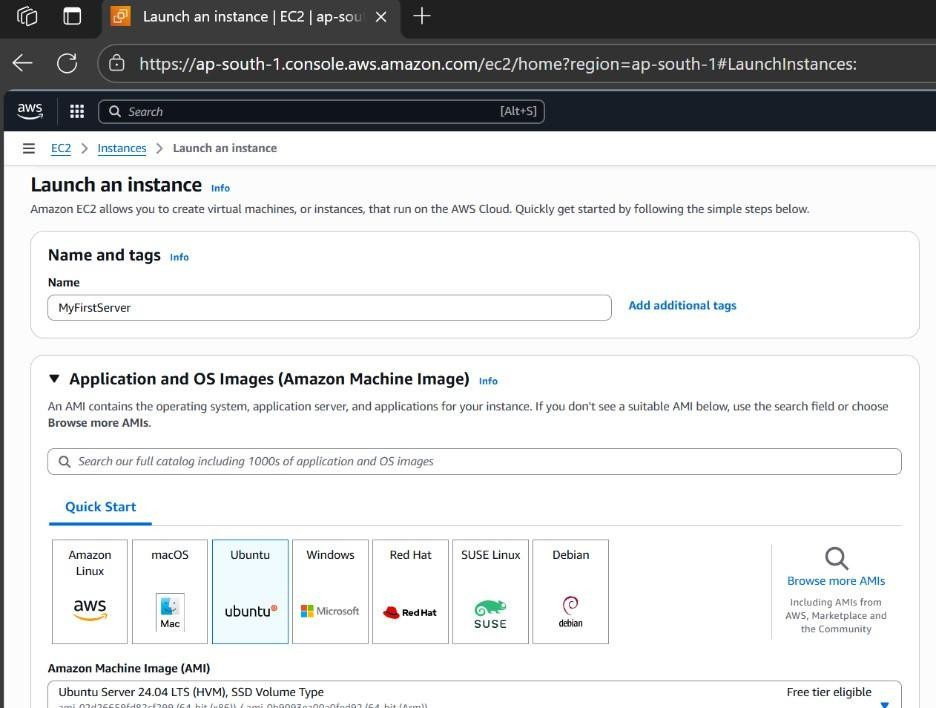 Launch an instance | EC2 | ap-sou
https://ap-south-1.console.aws.amazon.com/ec2/home?region=ap-south-1#LaunchInstances:
aws
Search
[Alt+S]
EC2 > Instances > Launch an instance
Launch an instance Info
Amazon EC2 allows you to create virtual machines, or instances, that run on the AWS Cloud. Quickly get started by following the simple steps below.
Name and tags Info
Name
MyFirstServer
Add additional tags
Application and OS Images (Amazon Machine Image) Info
An AMI contains the operating system, application server, and applications for your instance. If you don't see a suitable AMI below, use the search field or choose
Browse more AMIs.
Search our full catalog including 1000s of application and OS images
Quick Start
Amazon
Linux
aws
macOS
Mac
Ubuntu
ubuntu
Windows
Microsoft
Red Hat
Red Hat
SUSE Linux
SUSE
Debian
debian
Browse more AMIs
Including AMIs from
AWS, Marketplace and
the Community
Amazon Machine Image (AMI)
Ubuntu Server 24.04 LTS (HVM), SSD Volume Type
Free tier eligible